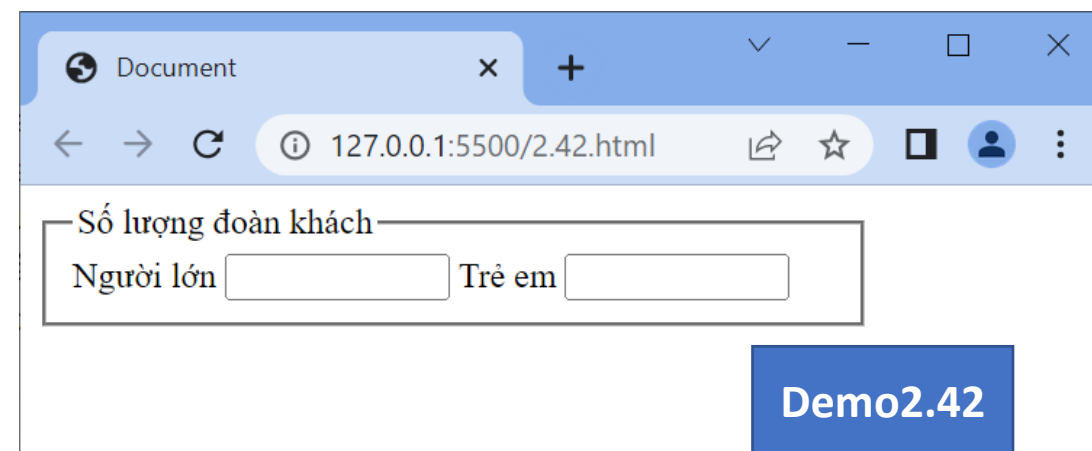 Document
127.0.0.1:5500/2.42.html
Số lượng đoàn khách
Người lớn Trẻ em
Demo2.42